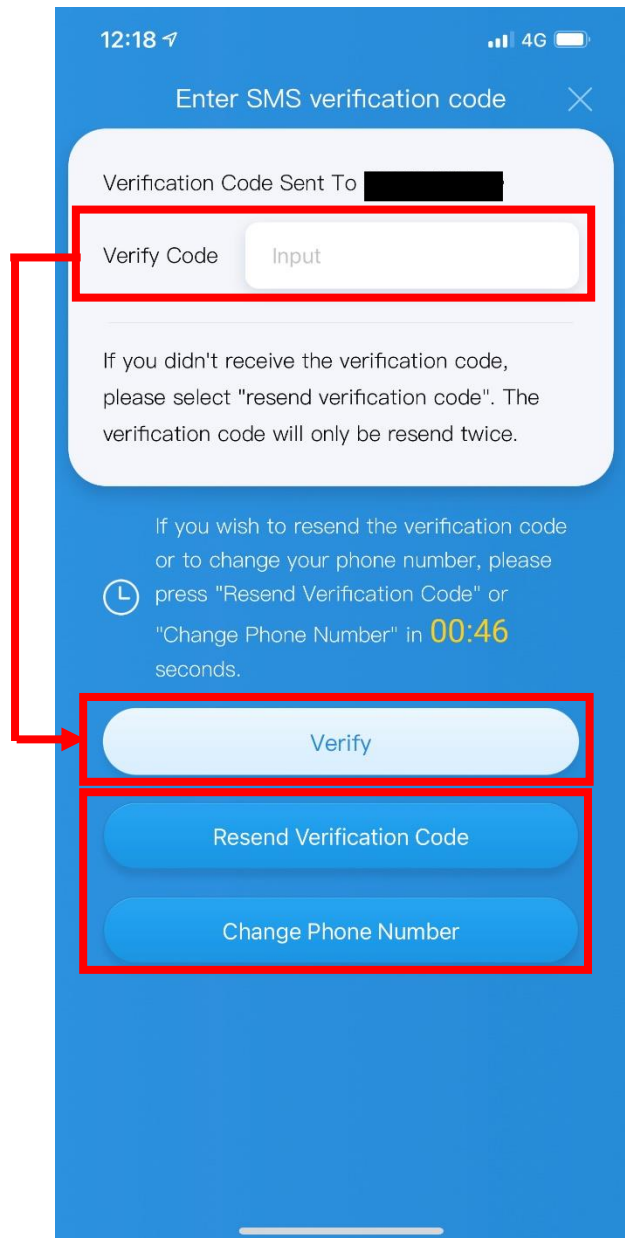 12:18 4G
Enter SMS verification code
Verification Code Sent To
Verify Code Input
If you didn't receive the verification code,
please select "resend verification code". The
verification code will only be resend twice.
If you wish to resend the verification code
or to change your phone number, please
press "Resend Verification Code" or
"Change Phone Number" in 00:46
seconds.
Verify
Resend Verification Code
Change Phone Number